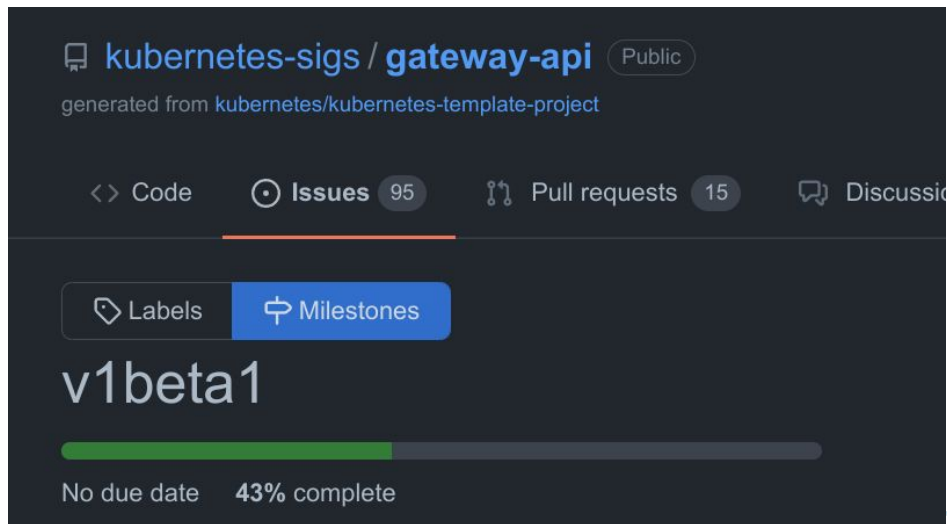 kubernetes-sigs / gateway-api Public
generated from kubernetes/kubernetes-template-project
Code Issues 95 Pull requests 15 Discussio
Labels Milestones
v1beta1
No due date 43% complete